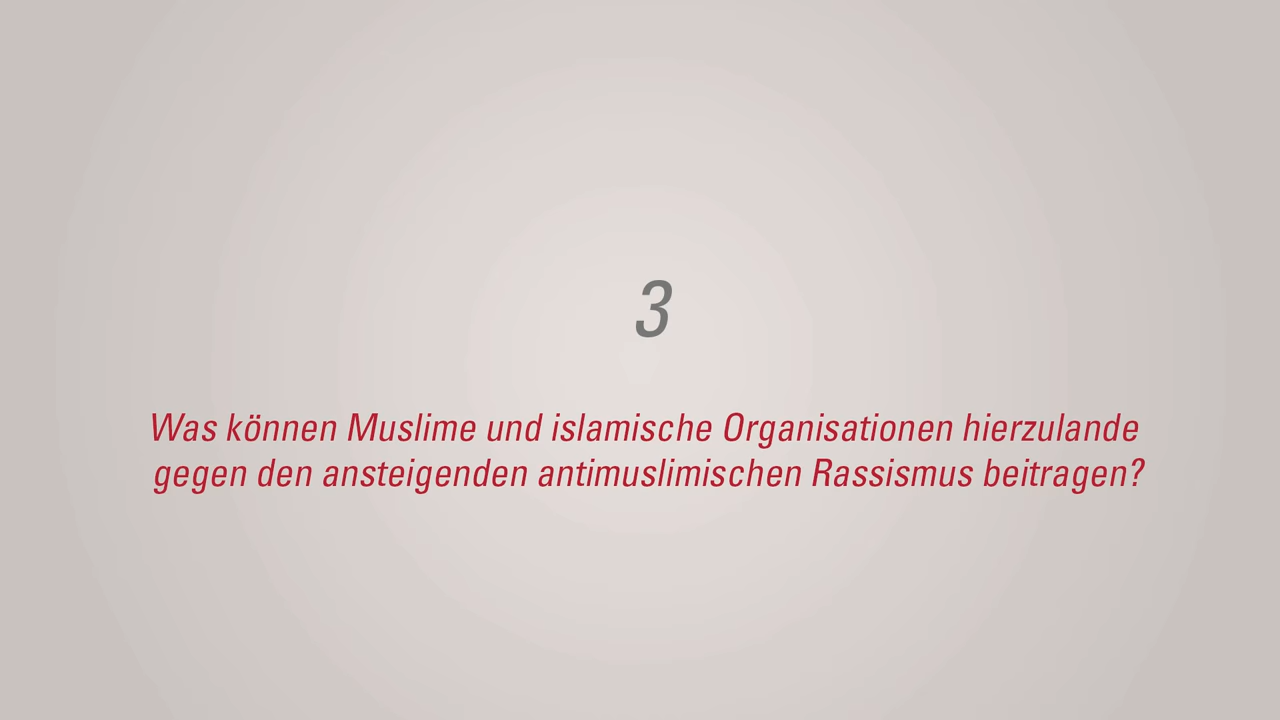 3
Was können Muslime und islamische Organisationen hierzulande
gegen den ansteigenden antimuslimischen Rassismus beitragen?